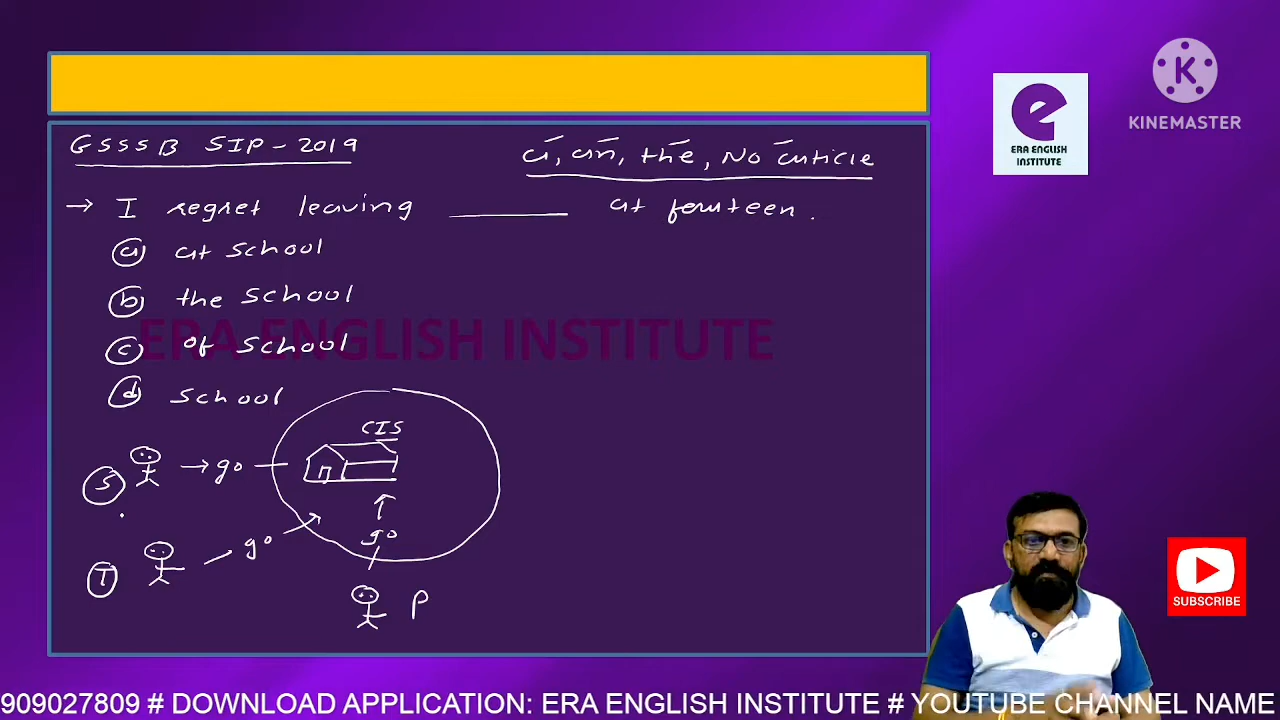 GSSSB SIP - 2019
a, an, the, No article
→ I regret leaving ______ at fourteen.
ⓐ at school
ⓑ the school
ⓒ of school
ⓓ school
ERA ENGLISH INSTITUTE
CIS
S → go
go
T go
P
e
ERA ENGLISH
INSTITUTE
K
KINEMASTER
SUBSCRIBE
909027809 # DOWNLOAD APPLICATION: ERA ENGLISH INSTITUTE # YOUTUBE CHANNEL NAME